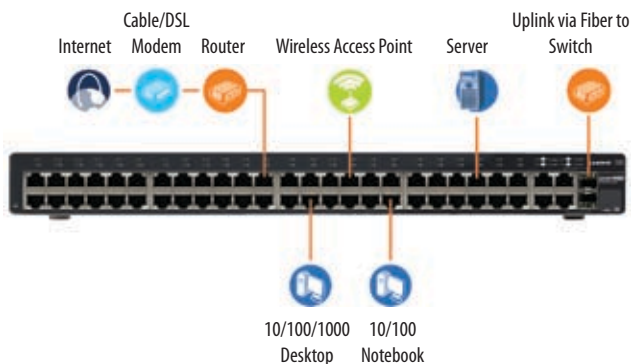 Cable/DSL
Uplink via Fiber to
Internet Modem Router Wireless Access Point Server Switch
10/100/1000 10/100
Desktop Notebook